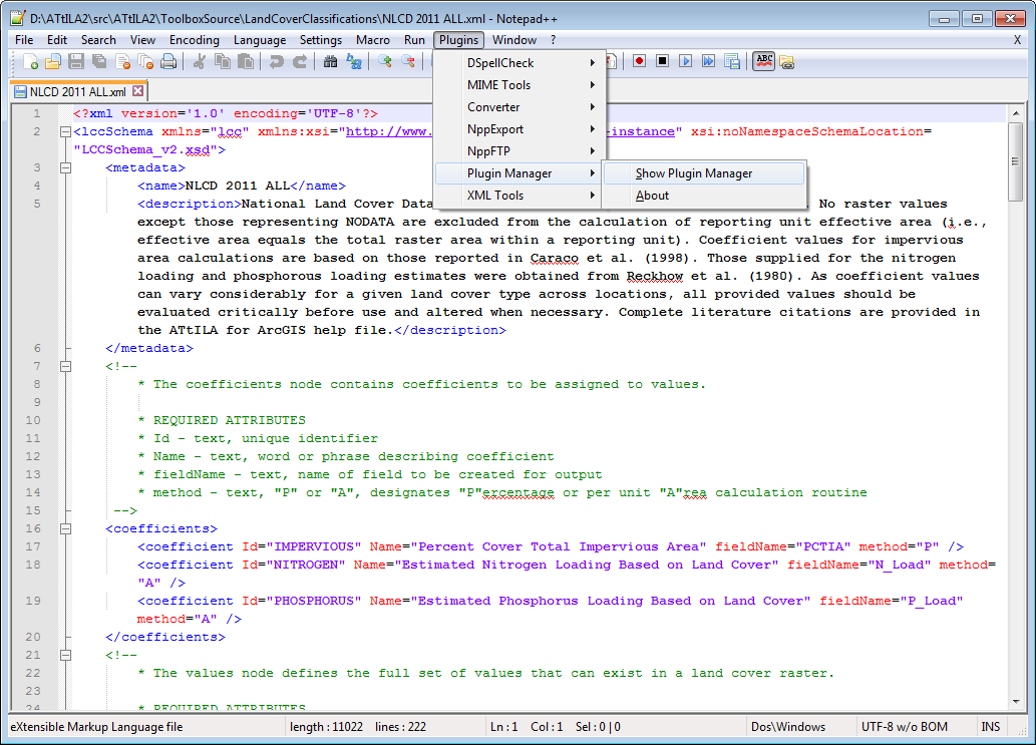 D:\ATtILA2\src\ATtILA2\ToolboxSource\LandCoverClassifications\NLCD 2011 ALL.xml - Notepad++
File Edit Search View Encoding Language Settings Macro Run Plugins Window ? X
ABC
NLCD 2011 ALL.xml
DSpellCheck
MIME Tools
Converter
NppExport
NppFTP
Plugin Manager
XML Tools
Show Plugin Manager
About
1 <?xml version='1.0' encoding='UTF-8'?>
2 <lccSchema xmlns="lcc" xmlns:xsi="http://www. -instance" xsi:noNamespaceSchemaLocation=
"LCCSchema_v2.xsd">
3 <metadata>
4 <name>NLCD 2011 ALL</name>
5 <description>National Land Cover Data . No raster values
except those representing NODATA are excluded from the calculation of reporting unit effective area (i.e.,
effective area equals the total raster area within a reporting unit). Coefficient values for impervious
area calculations are based on those reported in Caraco et al. (1998). Those supplied for the nitrogen
loading and phosphorous loading estimates were obtained from Reckhow et al. (1980). As coefficient values
can vary considerably for a given land cover type across locations, all provided values should be
evaluated critically before use and altered when necessary. Complete literature citations are provided in
the ATtILA for ArcGIS help file.</description>
6 </metadata>
7 <!--
8 * The coefficients node contains coefficients to be assigned to values.
9
10 * REQUIRED ATTRIBUTES
11 * Id - text, unique identifier
12 * Name - text, word or phrase describing coefficient
13 * fieldName - text, name of field to be created for output
14 * method - text, "P" or "A", designates "P"ercentage or per unit "A"rea calculation routine
15 -->
16 <coefficients>
17 <coefficient Id="IMPERVIOUS" Name="Percent Cover Total Impervious Area" fieldName="PCTIA" method="P" />
18 <coefficient Id="NITROGEN" Name="Estimated Nitrogen Loading Based on Land Cover" fieldName="N_Load" method=
"A" />
19 <coefficient Id="PHOSPHORUS" Name="Estimated Phosphorus Loading Based on Land Cover" fieldName="P_Load"
method="A" />
20 </coefficients>
21 <!--
22 * The values node defines the full set of values that can exist in a land cover raster.
23
24 * REQUIRED ATTRIBUTES
eXtensible Markup Language file length : 11022 lines : 222 Ln : 1 Col : 1 Sel : 0 | 0 Dos\Windows UTF-8 w/o BOM INS